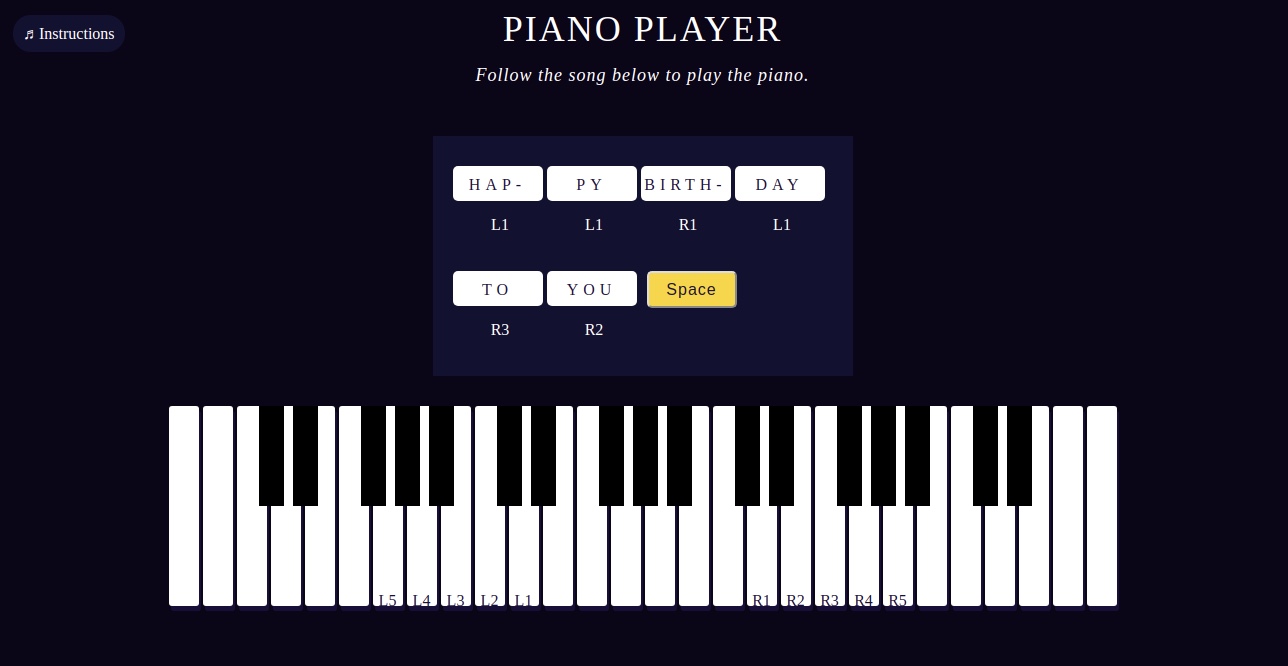 ♬ Instructions
PIANO PLAYER
Follow the song below to play the piano.
HAP- PY BIRTH- DAY
L1 L1 R1 L1
TO YOU Space
R3 R2
L5 L4 L3 L2 L1 R1 R2 R3 R4 R5